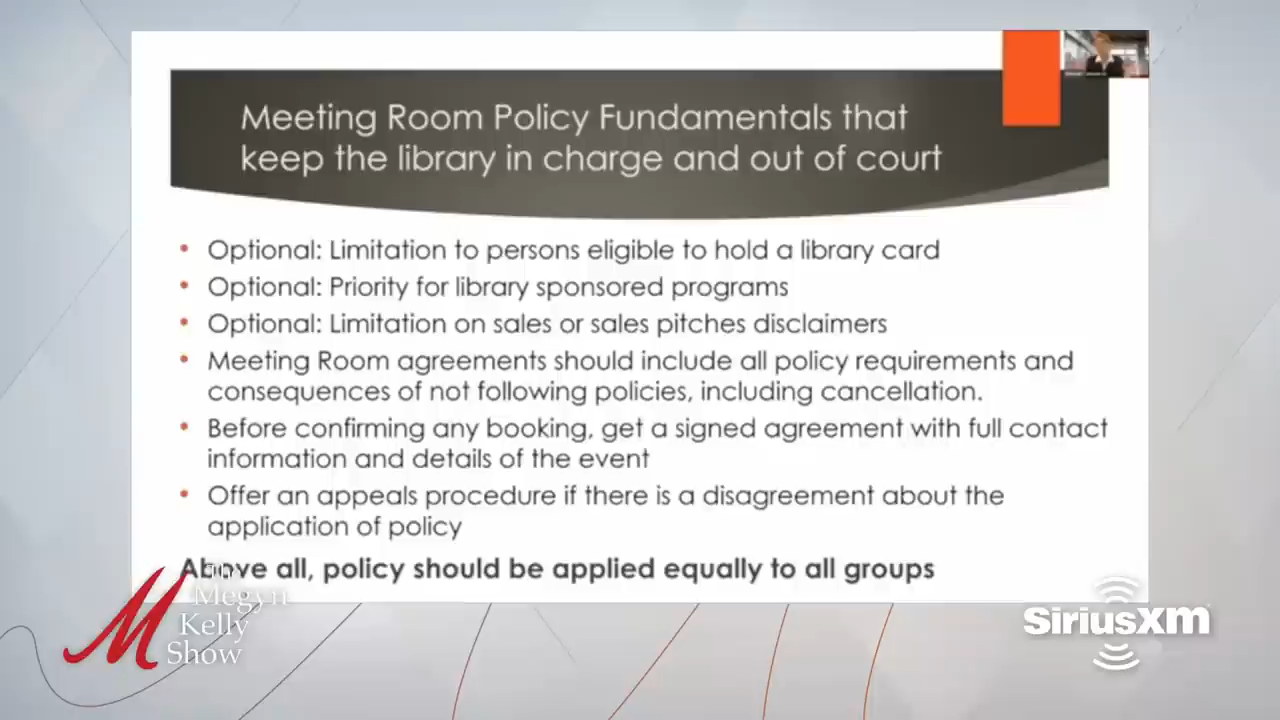 Meeting Room Policy Fundamentals that
keep the library in charge and out of court
• Optional: Limitation to persons eligible to hold a library card
• Optional: Priority for library sponsored programs
• Optional: Limitation on sales or sales pitches disclaimers
• Meeting Room agreements should include all policy requirements and
consequences of not following policies, including cancellation.
• Before confirming any booking, get a signed agreement with full contact
information and details of the event
• Offer an appeals procedure if there is a disagreement about the
application of policy
Above all, policy should be applied equally to all groups
The
Megyn
Kelly
Show
SiriusXM